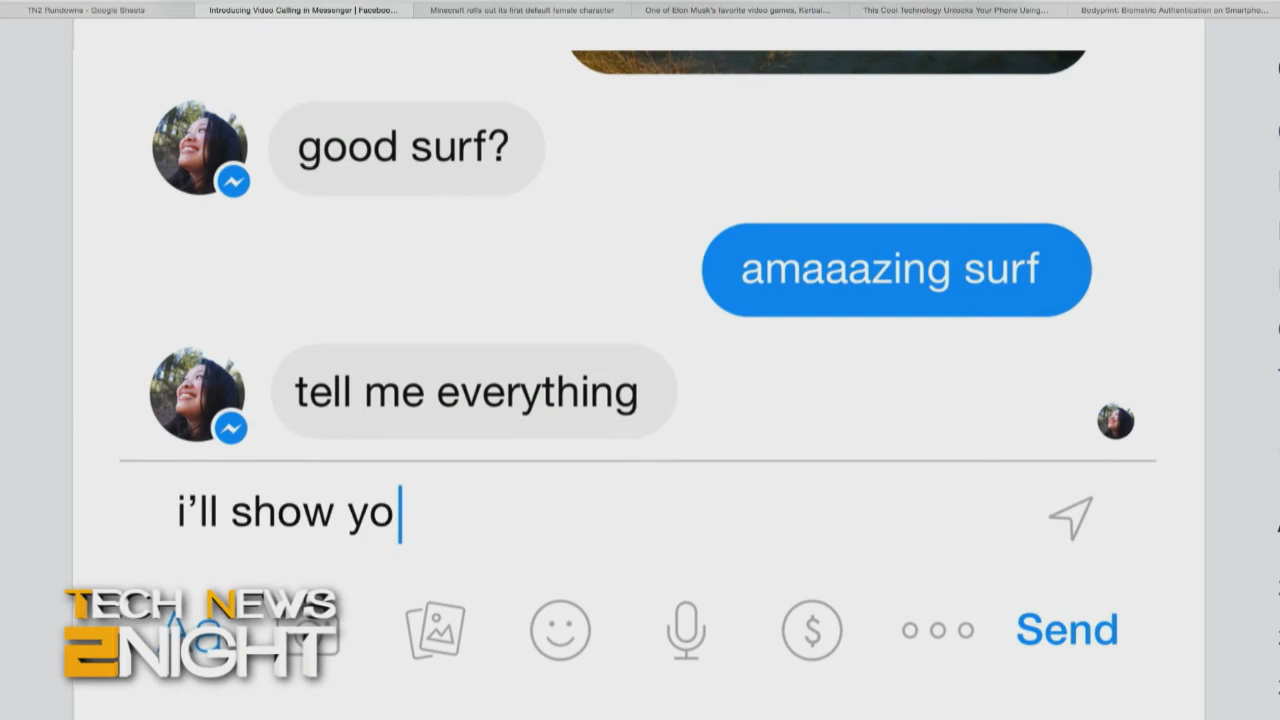 TN2 Rundowns - Google Sheets
Introducing Video Calling in Messenger | Faceboo...
Minecraft rolls out its first default female character
One of Elon Musk's favorite video games, Kerbal...
This Cool Technology Unlocks Your Phone Using...
Bodyprint: Biometric Authentication on Smartpho...
good surf?
amaaazing surf
tell me everything
i'll show yo
Aa
$
Send
TECH NEWS
2NIGHT